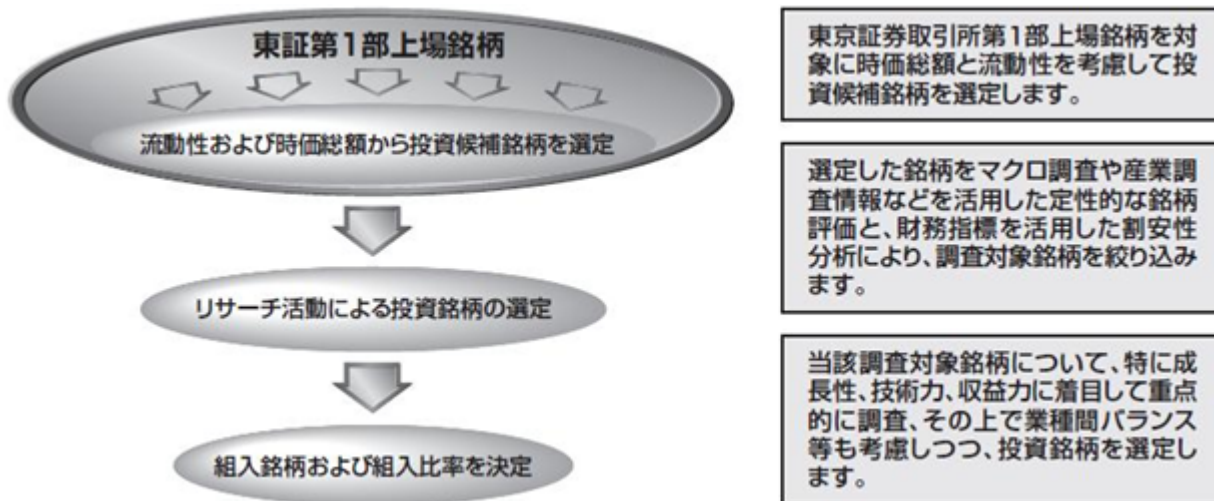 東証第1部上場銘柄
流動性および時価総額から投資候補銘柄を選定
リサーチ活動による投資銘柄の選定
組入銘柄および組入比率を決定
東京証券取引所第1部上場銘柄を対
象に時価総額と流動性を考慮して投
資候補銘柄を選定します。
選定した銘柄をマクロ調査や産業調
査情報などを活用した定性的な銘柄
評価と、財務指標を活用した割安性
分析により、調査対象銘柄を絞り込み
ます。
当該調査対象銘柄について、特に成
長性、技術力、収益力に着目して重点
的に調査、その上で業種間バランス
等も考慮しつつ、投資銘柄を選定し
ます。